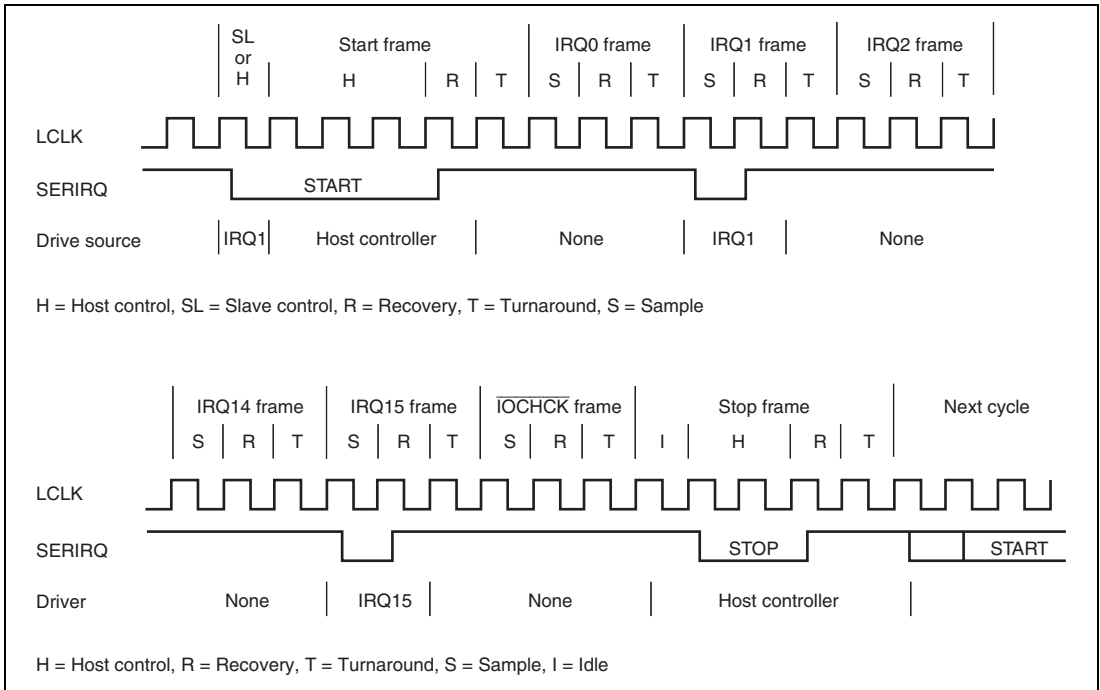 SL
or
H
Start frame
IRQ0 frame
IRQ1 frame
IRQ2 frame
H R T S R T S R T S R T
LCLK
SERIRQ
START
Drive source
IRQ1
Host controller
None
IRQ1
None
H = Host control, SL = Slave control, R = Recovery, T = Turnaround, S = Sample
IRQ14 frame
IRQ15 frame
IOCHCK frame
Stop frame
Next cycle
S R T S R T S R T I H R T
LCLK
SERIRQ
STOP
START
Driver
None
IRQ15
None
Host controller
H = Host control, R = Recovery, T = Turnaround, S = Sample, I = Idle